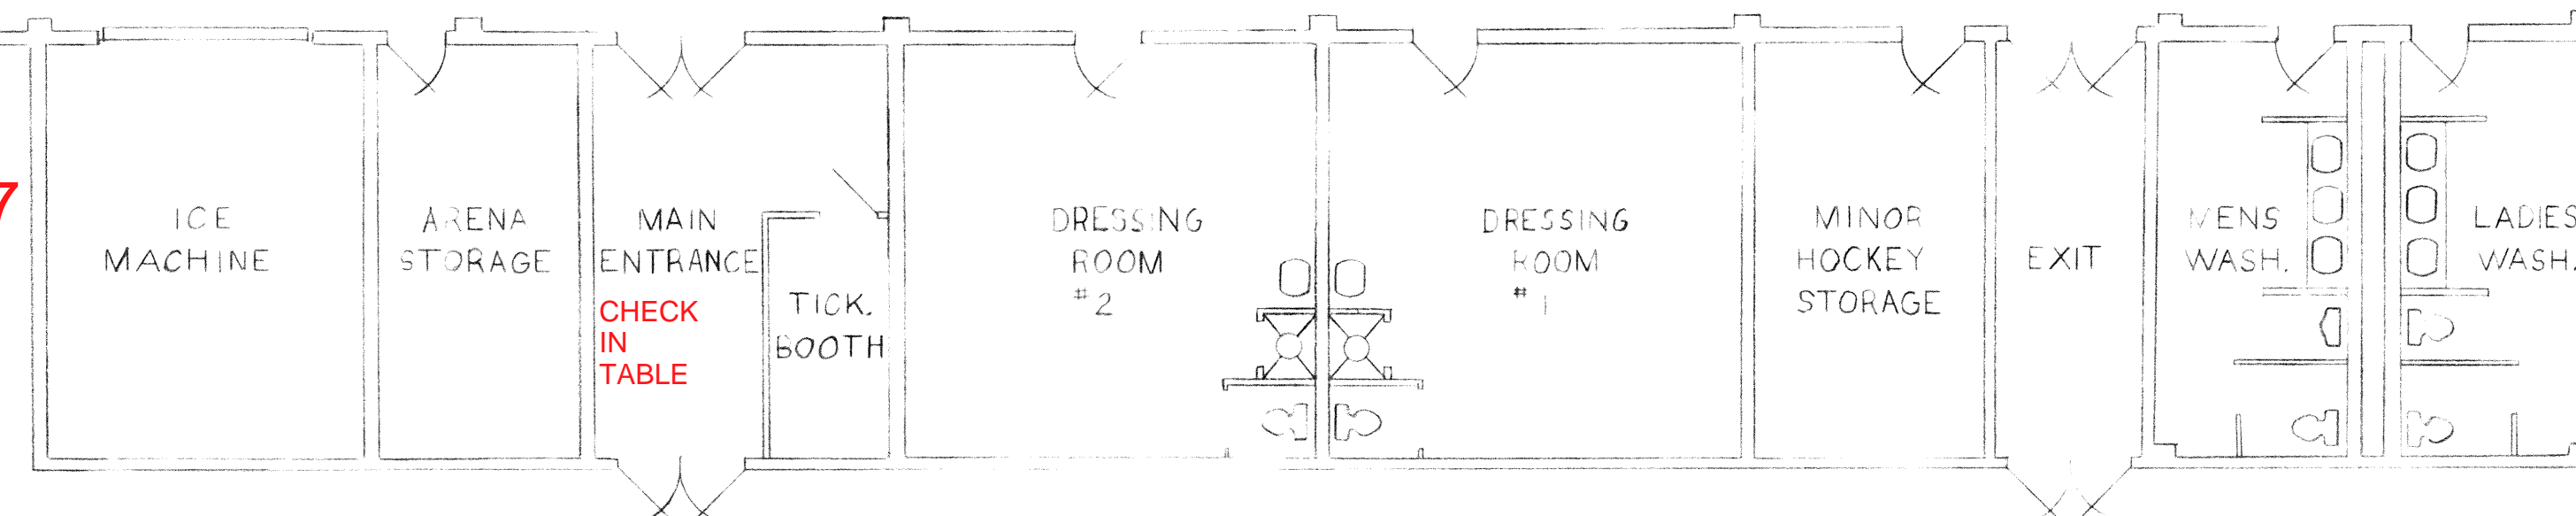 7
ICE
MACHINE
ARENA
STORAGE
MAIN
ENTRANCE
CHECK
IN
TABLE
TICK.
BOOTH
DRESSING
ROOM
#2
DRESSING
ROOM
#1
MINOR
HOCKEY
STORAGE
EXIT
MENS
WASH.
LADIES
WASH.